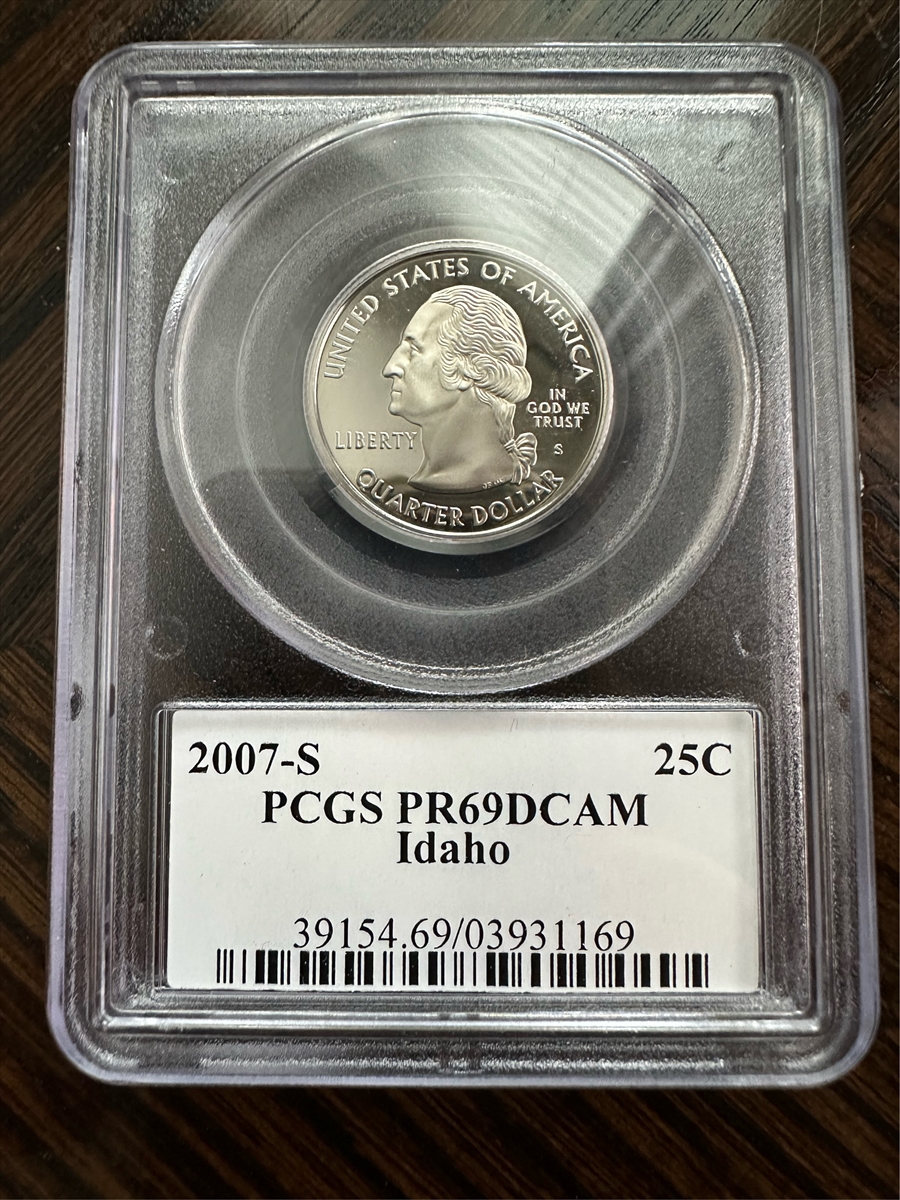 UNITED STATES OF AMERICA
IN
GOD WE
TRUST
LIBERTY
S
QUARTER DOLLAR
2007-S 25C
PCGS PR69DCAM
Idaho
39154.69/03931169